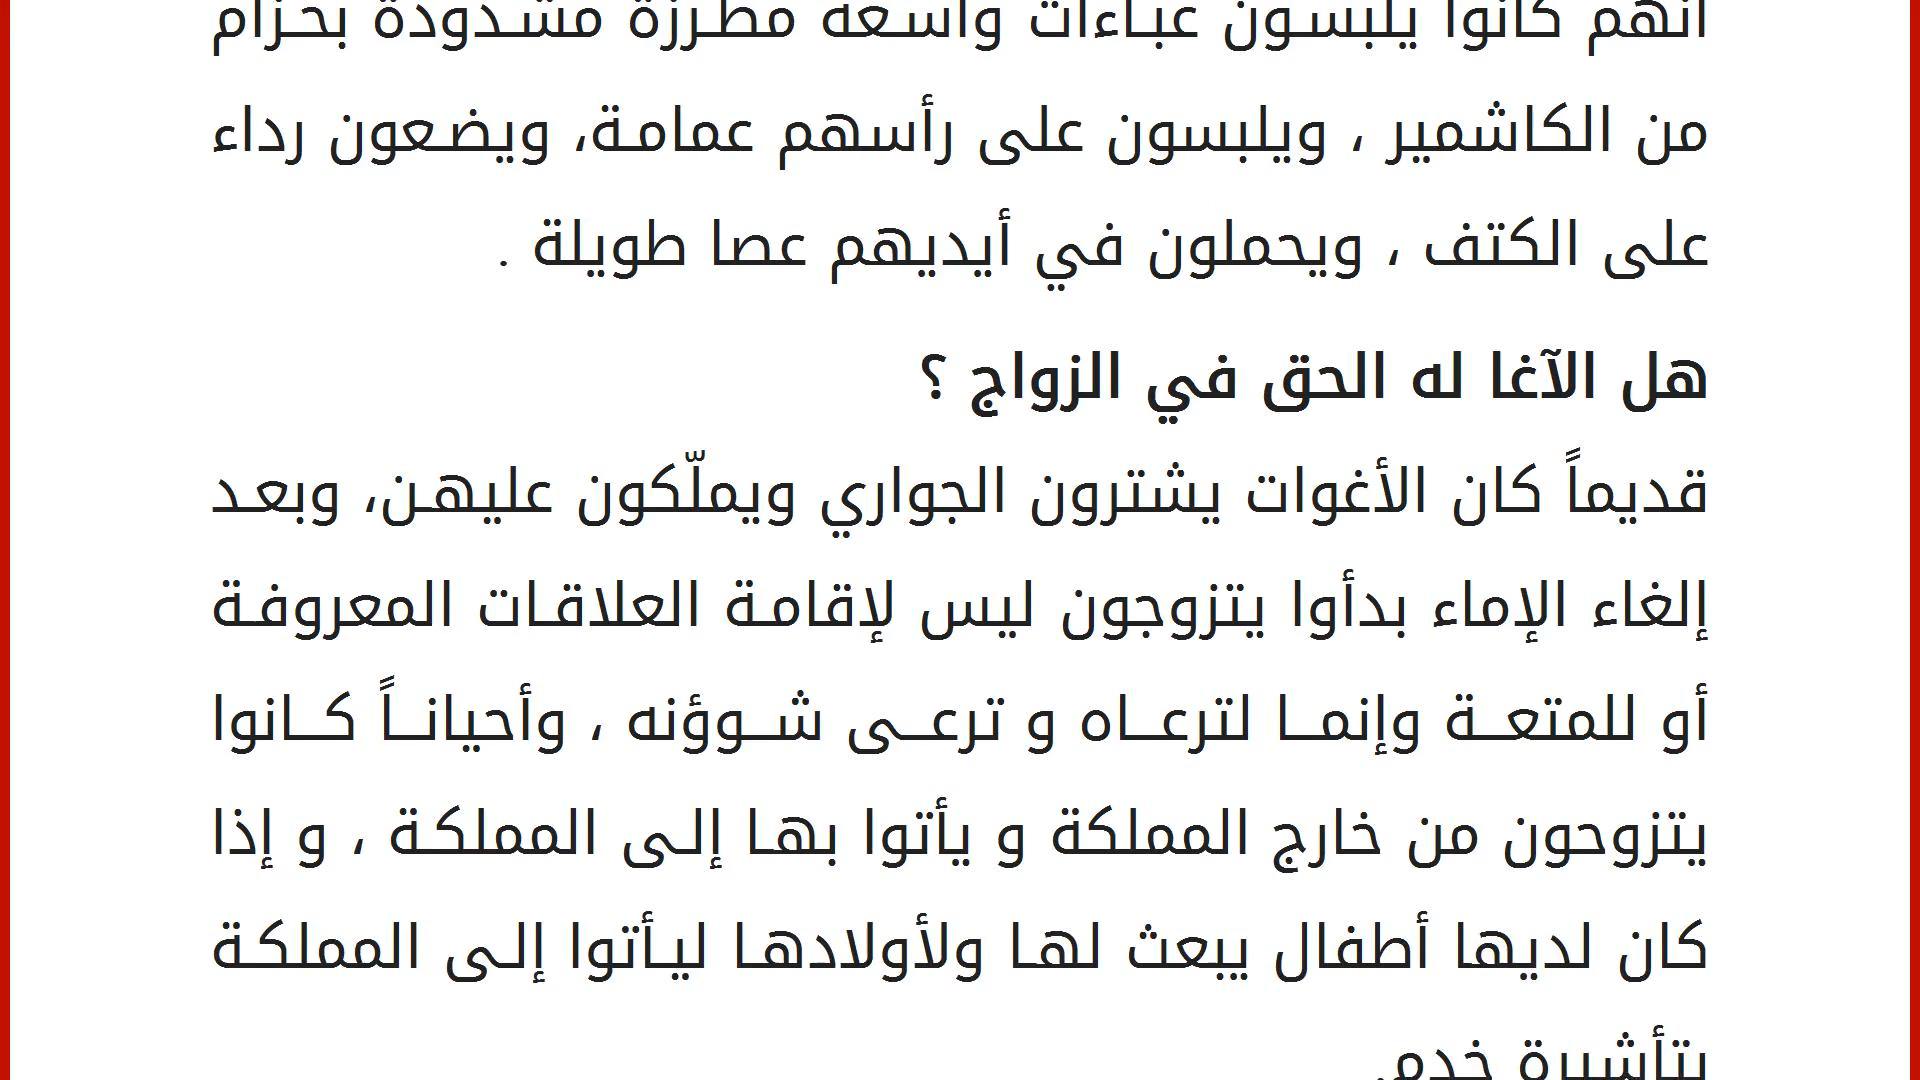 أنهم كانوا يلبسون عباءات واسعة مطرزة مشدودة بحزام
من الكاشمير ، ويلبسون على رأسهم عمامة، ويضعون رداء
على الكتف ، ويحملون في أيديهم عصا طويلة .
هل الآغا له الحق في الزواج ؟
قديماً كان الأغوات يشترون الجواري ويملّكون عليهن، وبعد
إلغاء الإماء بدأوا يتزوجون ليس لإقامة العلاقات المعروفة
أو للمتعة وإنما لترعاه و ترعى شوؤنه ، وأحياناً كانوا
يتزوحون من خارج المملكة و يأتوا بها إلى المملكة ، و إذا
كان لديها أطفال يبعث لها ولأولادها ليأتوا إلى المملكة
بتأشيرة خدم.